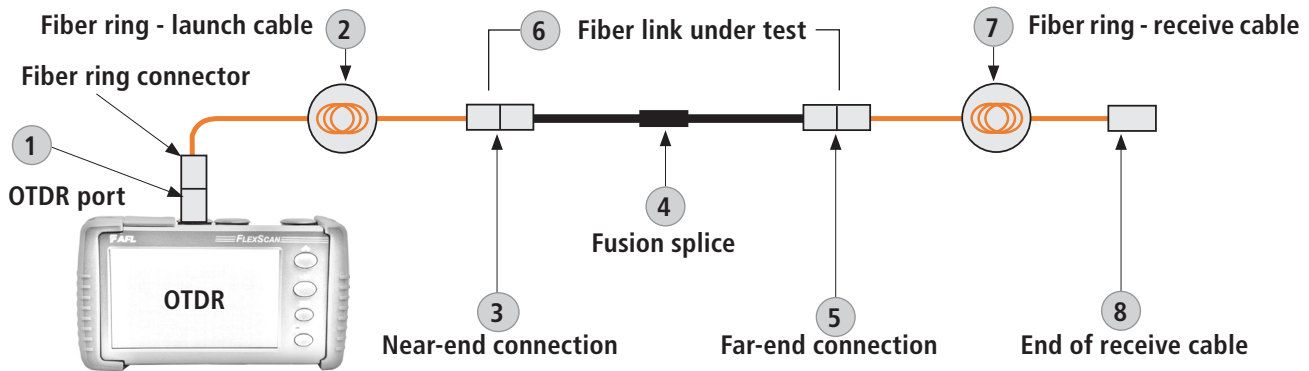 Fiber ring - launch cable
2
6
Fiber link under test
7
Fiber ring - receive cable
Fiber ring connector
1
OTDR port
4
Fusion splice
AFL
FLEXSCAN
OTDR
3
Near-end connection
5
Far-end connection
8
End of receive cable